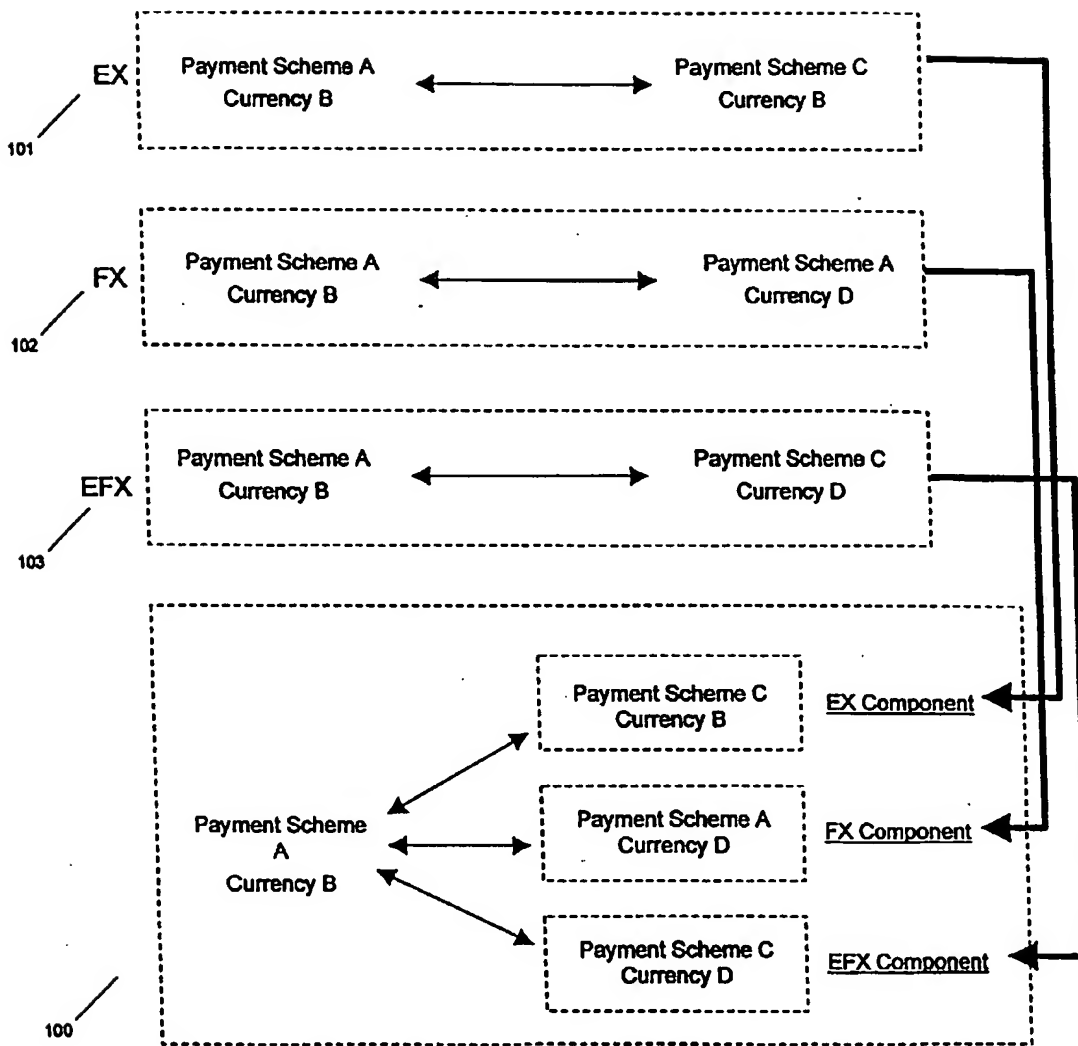 EX
Payment Scheme A
Currency B
Payment Scheme C
Currency B
101
FX
Payment Scheme A
Currency B
Payment Scheme A
Currency D
102
EFX
Payment Scheme A
Currency B
Payment Scheme C
Currency D
103
Payment Scheme C
Currency B
EX Component
Payment Scheme
A
Currency B
Payment Scheme A
Currency D
FX Component
Payment Scheme C
Currency D
EFX Component
100